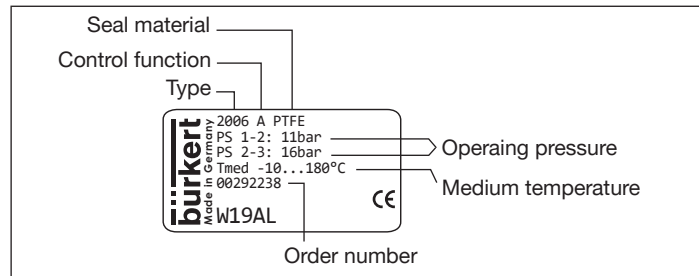 Seal material
Control function
Type
bürkert
Made in Germany
2006 A PTFE
PS 1-2: 11bar
PS 2-3: 16bar
Tmed -10...180°C
00292238
CE
W19AL
Operaing pressure
Medium temperature
Order number